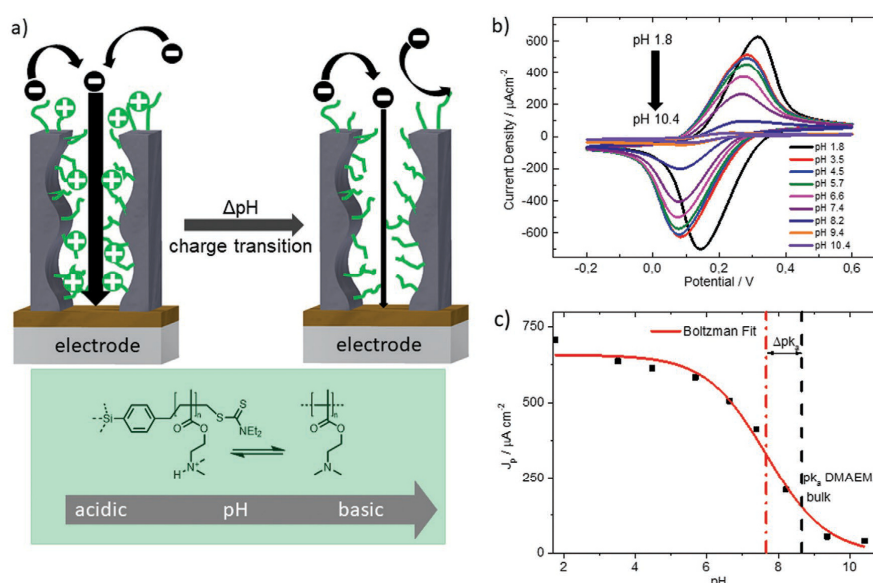 a)
ΔpH
charge transition
electrode
electrode
Si
n
S
S
NEt₂
O
O
H
N⁺
n
O
O
N
acidic pH basic
b)
pH 1.8
pH 10.4
Current Density / μAcm⁻²
600
400
200
0
-200
-400
-600
-0,2 0,0 0,2 0,4 0,6
Potential / V
pH 1.8
pH 3.5
pH 4.5
pH 5.7
pH 6.6
pH 7.4
pH 8.2
pH 9.4
pH 10.4
c)
Boltzman Fit
Δpkₐ
pkₐ DMAEM
bulk
Jₚ / μA cm⁻²
750
500
250
0
2 4 6 8 10
pH